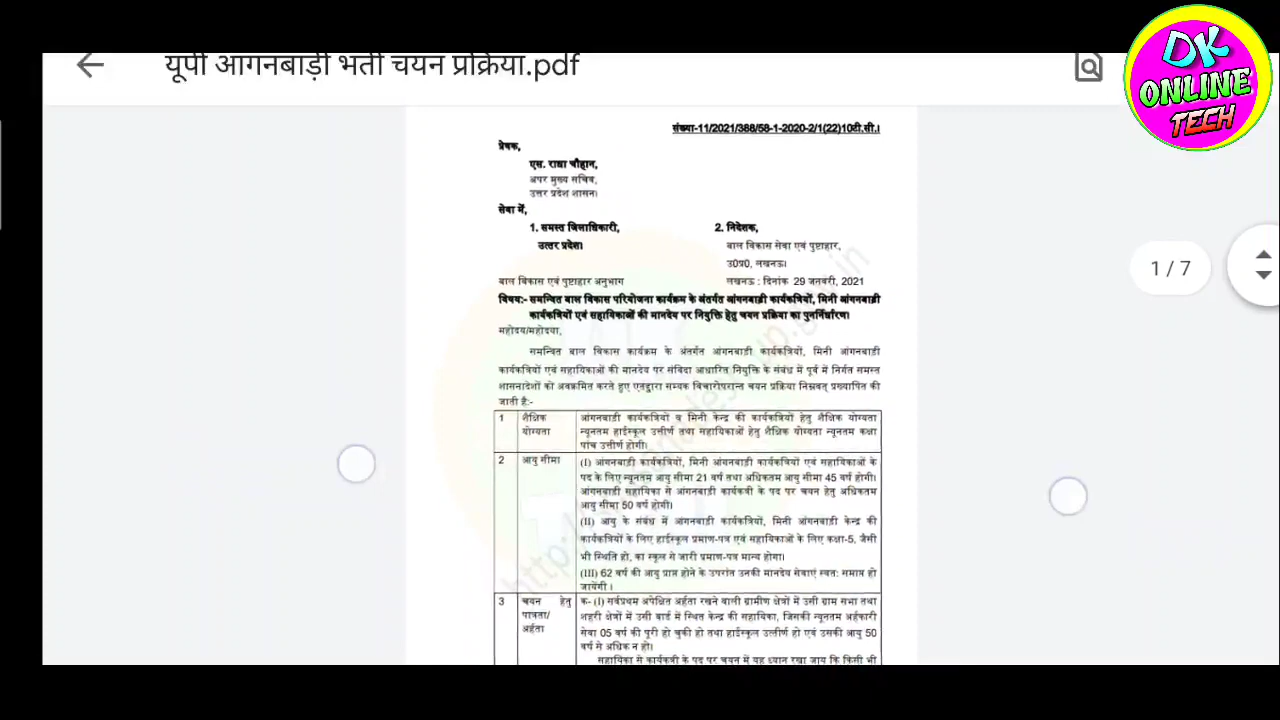 यूपी आंगनबाड़ी भर्ती चयन प्रक्रिया.pdf
DK
ONLINE
TECH
1 / 7
संख्या-11/2021/388/58-1-2020-2/1(22)10टी.सी.।
प्रेषक,
एस. राधा चौहान,
अपर मुख्य सचिव,
उत्तर प्रदेश शासन।
सेवा में,
1. समस्त जिलाधिकारी, 2. निदेशक,
उत्तर प्रदेश। बाल विकास सेवा एवं पुष्टाहार,
उ0प्र0, लखनऊ।
बाल विकास एवं पुष्टाहार अनुभाग लखनऊ : दिनांक 29 जनवरी, 2021
विषय:- समन्वित बाल विकास परियोजना कार्यक्रम के अंतर्गत आंगनबाड़ी कार्यकत्रियों, मिनी आंगनबाड़ी
कार्यकत्रियों एवं सहायिकाओं की मानदेय पर नियुक्ति हेतु चयन प्रक्रिया का पुनर्निर्धारण।
महोदय/महोदया,
समन्वित बाल विकास कार्यक्रम के अंतर्गत आंगनबाड़ी कार्यकत्रियों, मिनी आंगनबाड़ी
कार्यकत्रियों एवं सहायिकाओं की मानदेय पर संविदा आधारित नियुक्ति के संबंध में पूर्व में निर्गत समस्त
शासनादेशों को अवक्रमित करते हुए एतद्द्वारा सम्यक विचारोपरान्त चयन प्रक्रिया निम्नवत् प्रख्यापित की
जाती है:-
1 शैक्षिक आंगनबाड़ी कार्यकत्रियों व मिनी केन्द्र की कार्यकत्रियों हेतु शैक्षिक योग्यता
योग्यता न्यूनतम हाईस्कूल उत्तीर्ण तथा सहायिकाओं हेतु शैक्षिक योग्यता न्यूनतम कक्षा
पांच उत्तीर्ण होगी।
2 आयु सीमा (I) आंगनबाड़ी कार्यकत्रियों, मिनी आंगनबाड़ी कार्यकत्रियों एवं सहायिकाओं के
पद के लिए न्यूनतम आयु सीमा 21 वर्ष तथा अधिकतम आयु सीमा 45 वर्ष होगी।
आंगनबाड़ी सहायिका से आंगनबाड़ी कार्यकत्री के पद पर चयन हेतु अधिकतम
आयु सीमा 50 वर्ष होगी।
(II) आयु के संबंध में आंगनबाड़ी कार्यकत्रियों, मिनी आंगनबाड़ी केन्द्र की
कार्यकत्रियों के लिए हाईस्कूल प्रमाण-पत्र एवं सहायिकाओं के लिए कक्षा-5, जैसी
भी स्थिति हो, का स्कूल से जारी प्रमाण-पत्र मान्य होगा।
(III) 62 वर्ष की आयु प्राप्त होने के उपरांत उनकी मानदेय सेवाएं स्वत: समाप्त हो
जायेंगी ।
3 चयन हेतु क- (I) सर्वप्रथम अपेक्षित अर्हता रखने वाली ग्रामीण क्षेत्रों में उसी ग्राम सभा तथा
पात्रता/ शहरी क्षेत्रों में उसी वार्ड में स्थित केन्द्र की सहायिका, जिसकी न्यूनतम अर्हकारी
अर्हता सेवा 05 वर्ष की पूरी हो चुकी हो तथा हाईस्कूल उत्तीर्ण हो एवं उसकी आयु 50
वर्ष से अधिक न हो।
सहायिका से कार्यकत्री के पद पर चयन में यह ध्यान रखा जाय कि किसी भी